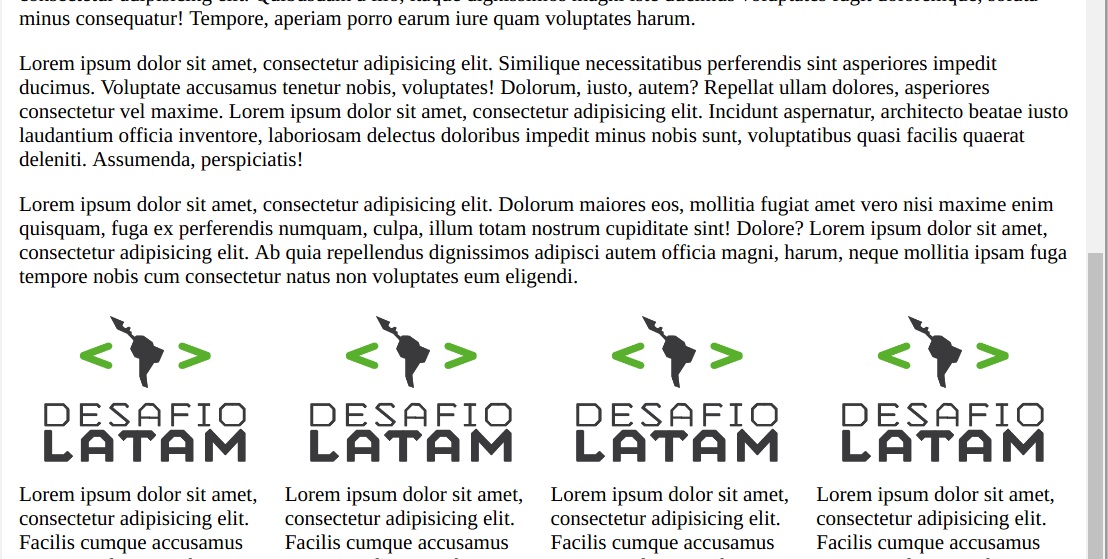 minus consequatur! Tempore, aperiam porro earum iure quam voluptates harum.
Lorem ipsum dolor sit amet, consectetur adipisicing elit. Similique necessitatibus perferendis sint asperiores impedit
ducimus. Voluptate accusamus tenetur nobis, voluptates! Dolorum, iusto, autem? Repellat ullam dolores, asperiores
consectetur vel maxime. Lorem ipsum dolor sit amet, consectetur adipisicing elit. Incidunt aspernatur, architecto beatae iusto
laudantium officia inventore, laboriosam delectus doloribus impedit minus nobis sunt, voluptatibus quasi facilis quaerat
deleniti. Assumenda, perspiciatis!
Lorem ipsum dolor sit amet, consectetur adipisicing elit. Dolorum maiores eos, mollitia fugiat amet vero nisi maxime enim
quisquam, fuga ex perferendis numquam, culpa, illum totam nostrum cupiditate sint! Dolore? Lorem ipsum dolor sit amet,
consectetur adipisicing elit. Ab quia repellendus dignissimos adipisci autem officia magni, harum, neque mollitia ipsam fuga
tempore nobis cum consectetur natus non voluptates eum eligendi.
< >
DESAFIO
LATAM
Lorem ipsum dolor sit amet,
consectetur adipisicing elit.
Facilis cumque accusamus
< >
DESAFIO
LATAM
Lorem ipsum dolor sit amet,
consectetur adipisicing elit.
Facilis cumque accusamus
< >
DESAFIO
LATAM
Lorem ipsum dolor sit amet,
consectetur adipisicing elit.
Facilis cumque accusamus
< >
DESAFIO
LATAM
Lorem ipsum dolor sit amet,
consectetur adipisicing elit.
Facilis cumque accusamus